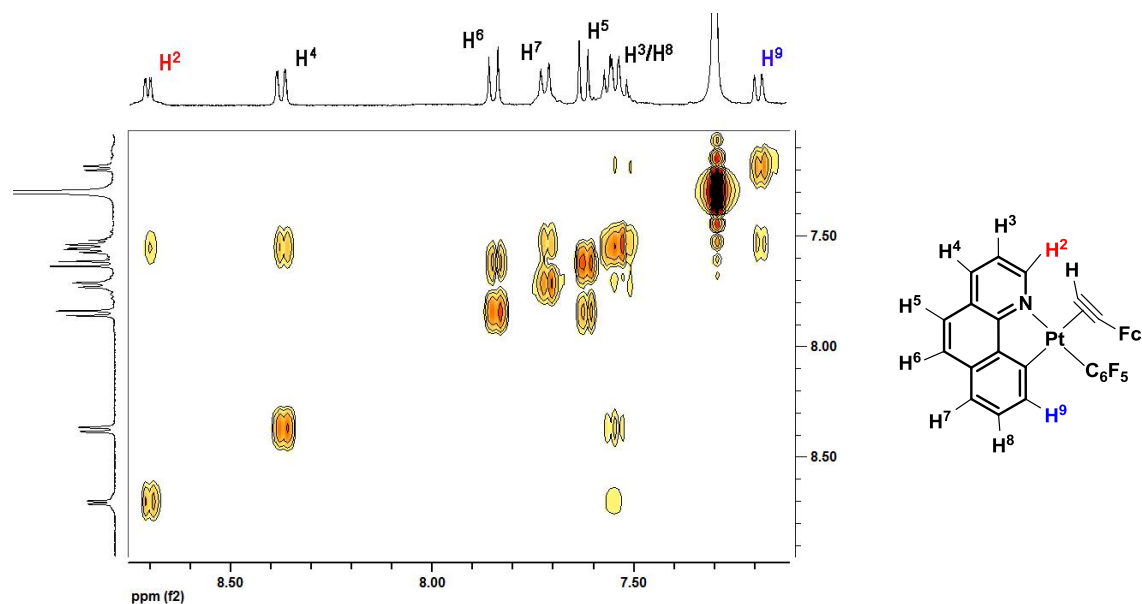 H² H⁴ H⁶ H⁷ H⁵ H³/H⁸ H⁹
7.50
8.00
8.50
8.50 8.00 7.50
ppm (f2)
H³
H⁴ H²
H
H⁵ N
Pt Fc
H⁶ C₆F₅
H⁷ H⁹
H⁸